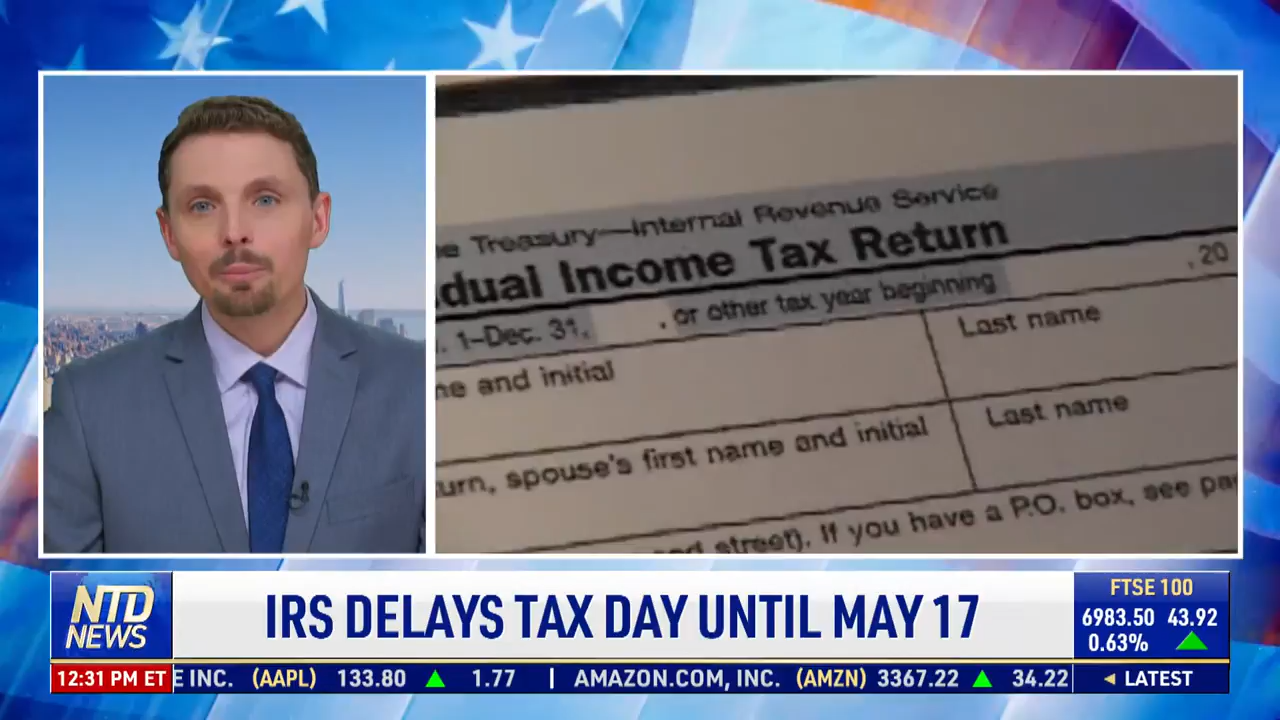 e Treasury—Internal Revenue Service
dual Income Tax Return
. 1–Dec. 31,     , or other tax year beginning     , 20
ne and initial     Last name
urn, spouse's first name and initial     Last name
street). If you have a P.O. box, see
NTD
NEWS
IRS DELAYS TAX DAY UNTIL MAY 17
FTSE 100
6983.50 43.92
0.63%
12:31 PM ET
E INC. (AAPL) 133.80 ▲ 1.77 | AMAZON.COM, INC. (AMZN) 3367.22 ▲ 34.22
◄ LATEST